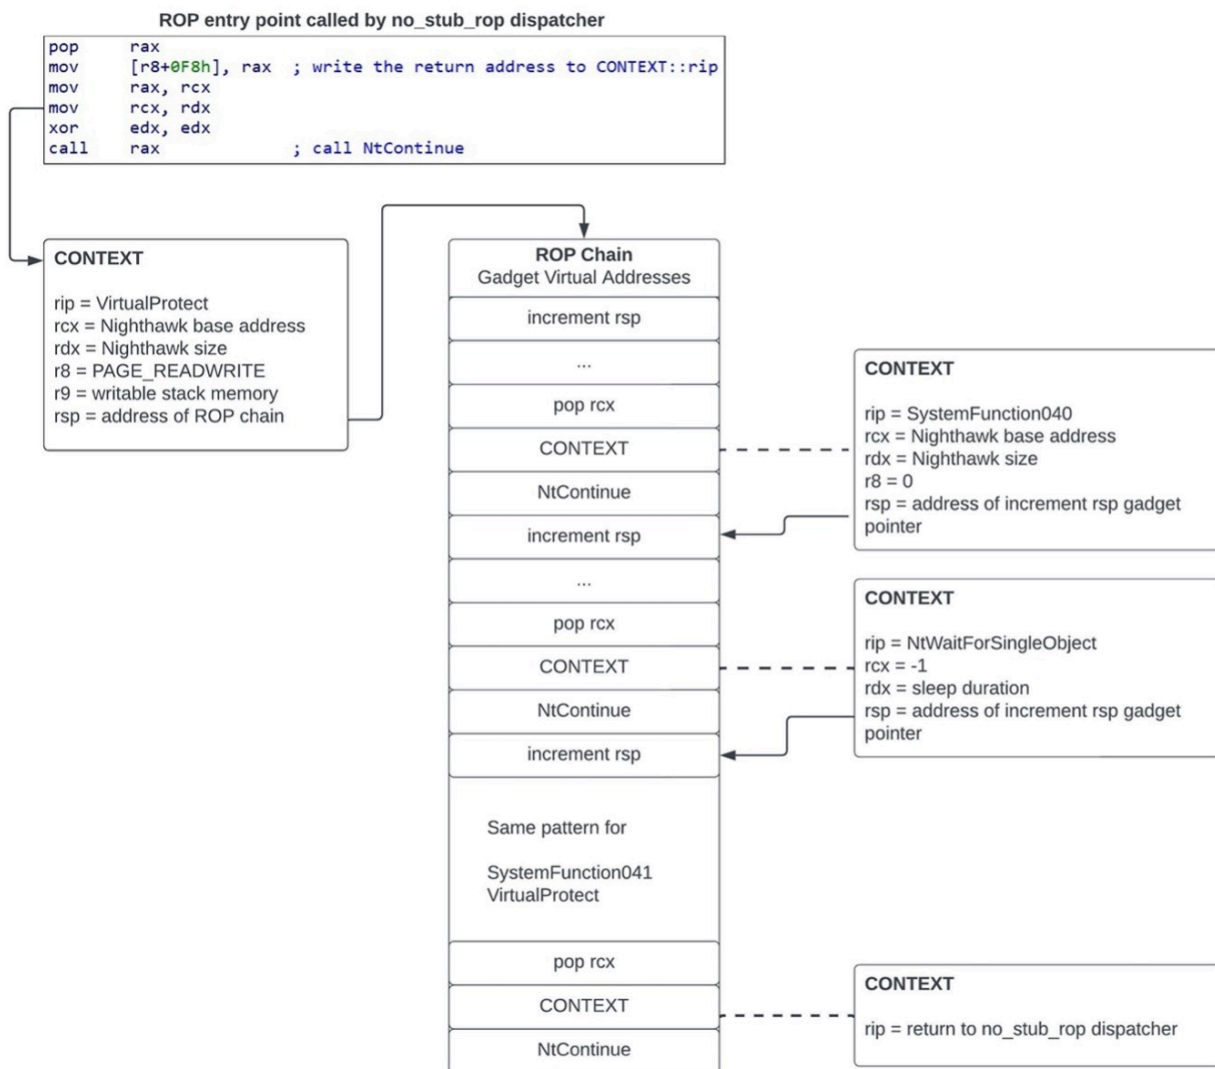 ROP entry point called by no_stub_rop dispatcher
pop rax
mov [r8+0F8h], rax ; write the return address to CONTEXT::rip
mov rax, rcx
mov rcx, rdx
xor edx, edx
call rax ; call NtContinue
CONTEXT
rip = VirtualProtect
rcx = Nighthawk base address
rdx = Nighthawk size
r8 = PAGE_READWRITE
r9 = writable stack memory
rsp = address of ROP chain
ROP Chain
Gadget Virtual Addresses
increment rsp
...
pop rcx
CONTEXT
NtContinue
increment rsp
...
pop rcx
CONTEXT
NtContinue
increment rsp
Same pattern for
SystemFunction041
VirtualProtect
pop rcx
CONTEXT
NtContinue
CONTEXT
rip = SystemFunction040
rcx = Nighthawk base address
rdx = Nighthawk size
r8 = 0
rsp = address of increment rsp gadget
pointer
CONTEXT
rip = NtWaitForSingleObject
rcx = -1
rdx = sleep duration
rsp = address of increment rsp gadget
pointer
CONTEXT
rip = return to no_stub_rop dispatcher